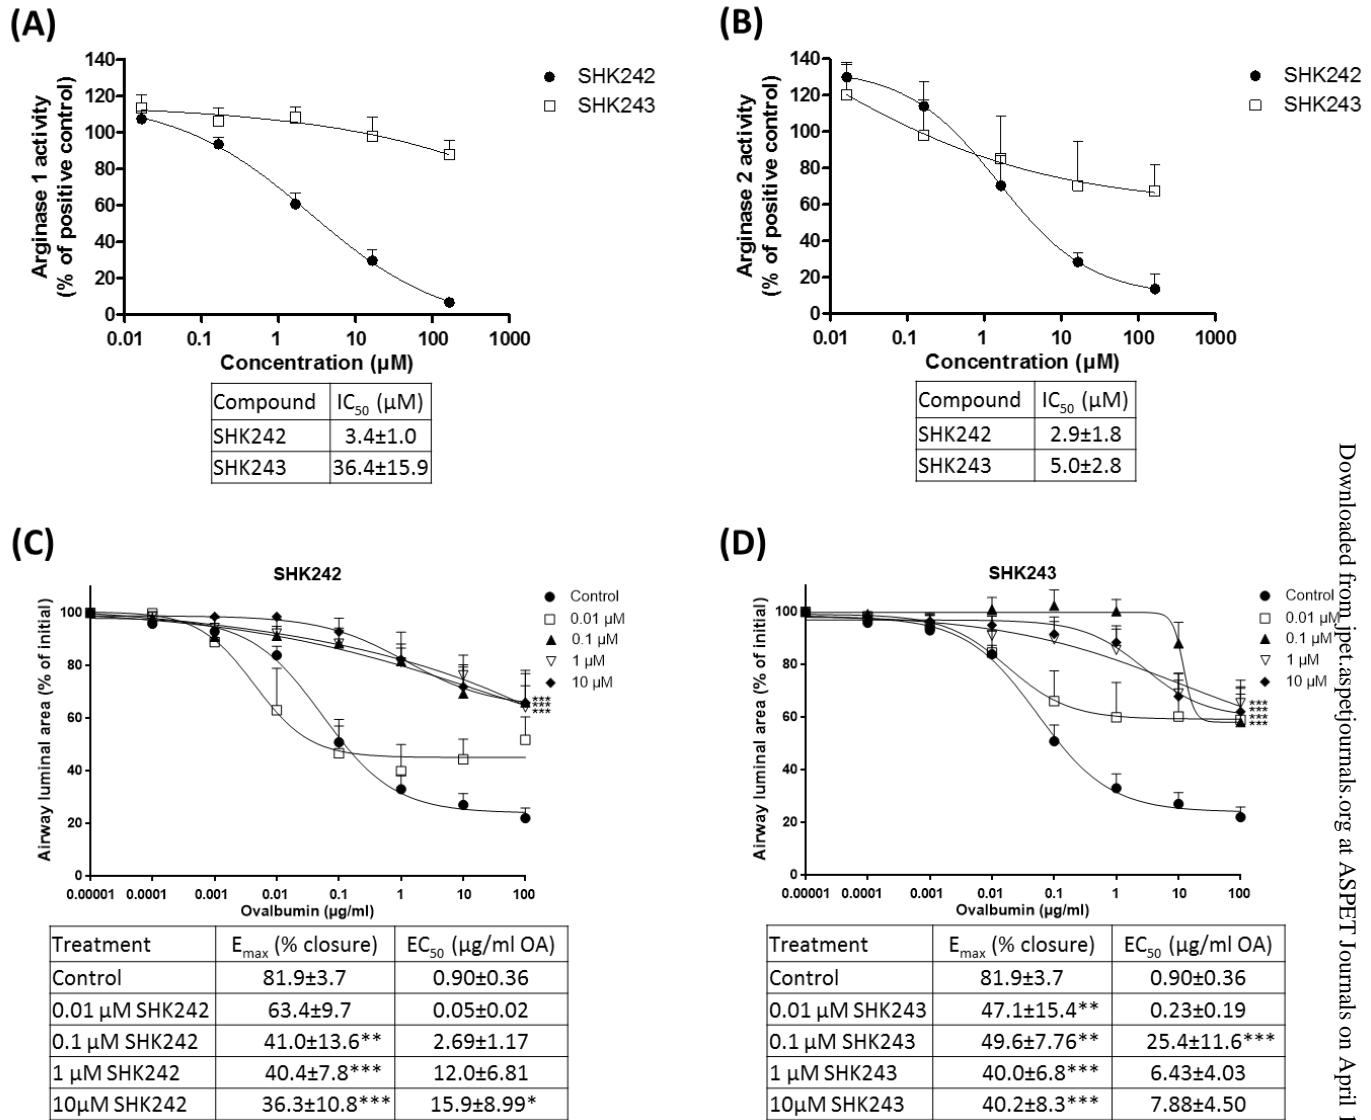 (A)
Arginase 1 activity
(% of positive control)
140
120
100
80
60
40
20
0
0.01 0.1 1 10 100 1000
Concentration (µM)
SHK242
SHK243
Compound IC50 (µM)
SHK242 3.4±1.0
SHK243 36.4±15.9
(B)
Arginase 2 activity
(% of positive control)
140
120
100
80
60
40
20
0
0.01 0.1 1 10 100 1000
Concentration (µM)
SHK242
SHK243
Compound IC50 (µM)
SHK242 2.9±1.8
SHK243 5.0±2.8
(C)
SHK242
Airway luminal area (% of initial)
100
80
60
40
20
0
0.00001 0.0001 0.001 0.01 0.1 1 10 100
Ovalbumin (µg/ml)
Control
0.01 µM
0.1 µM
1 µM
10 µM
***
***
***
Treatment Emax (% closure) EC50 (µg/ml OA)
Control 81.9±3.7 0.90±0.36
0.01 µM SHK242 63.4±9.7 0.05±0.02
0.1 µM SHK242 41.0±13.6** 2.69±1.17
1 µM SHK242 40.4±7.8*** 12.0±6.81
10µM SHK242 36.3±10.8*** 15.9±8.99*
(D)
SHK243
Airway luminal area (% of initial)
100
80
60
40
20
0
0.00001 0.0001 0.001 0.01 0.1 1 10 100
Ovalbumin (µg/ml)
Control
0.01 µM
0.1 µM
1 µM
10 µM
***
***
***
***
Treatment Emax (% closure) EC50 (µg/ml OA)
Control 81.9±3.7 0.90±0.36
0.01 µM SHK243 47.1±15.4** 0.23±0.19
0.1 µM SHK243 49.6±7.76** 25.4±11.6***
1 µM SHK243 40.0±6.8*** 6.43±4.03
10µM SHK243 40.2±8.3*** 7.88±4.50
Downloaded from jpet.aspetjournals.org at ASPET Journals on April